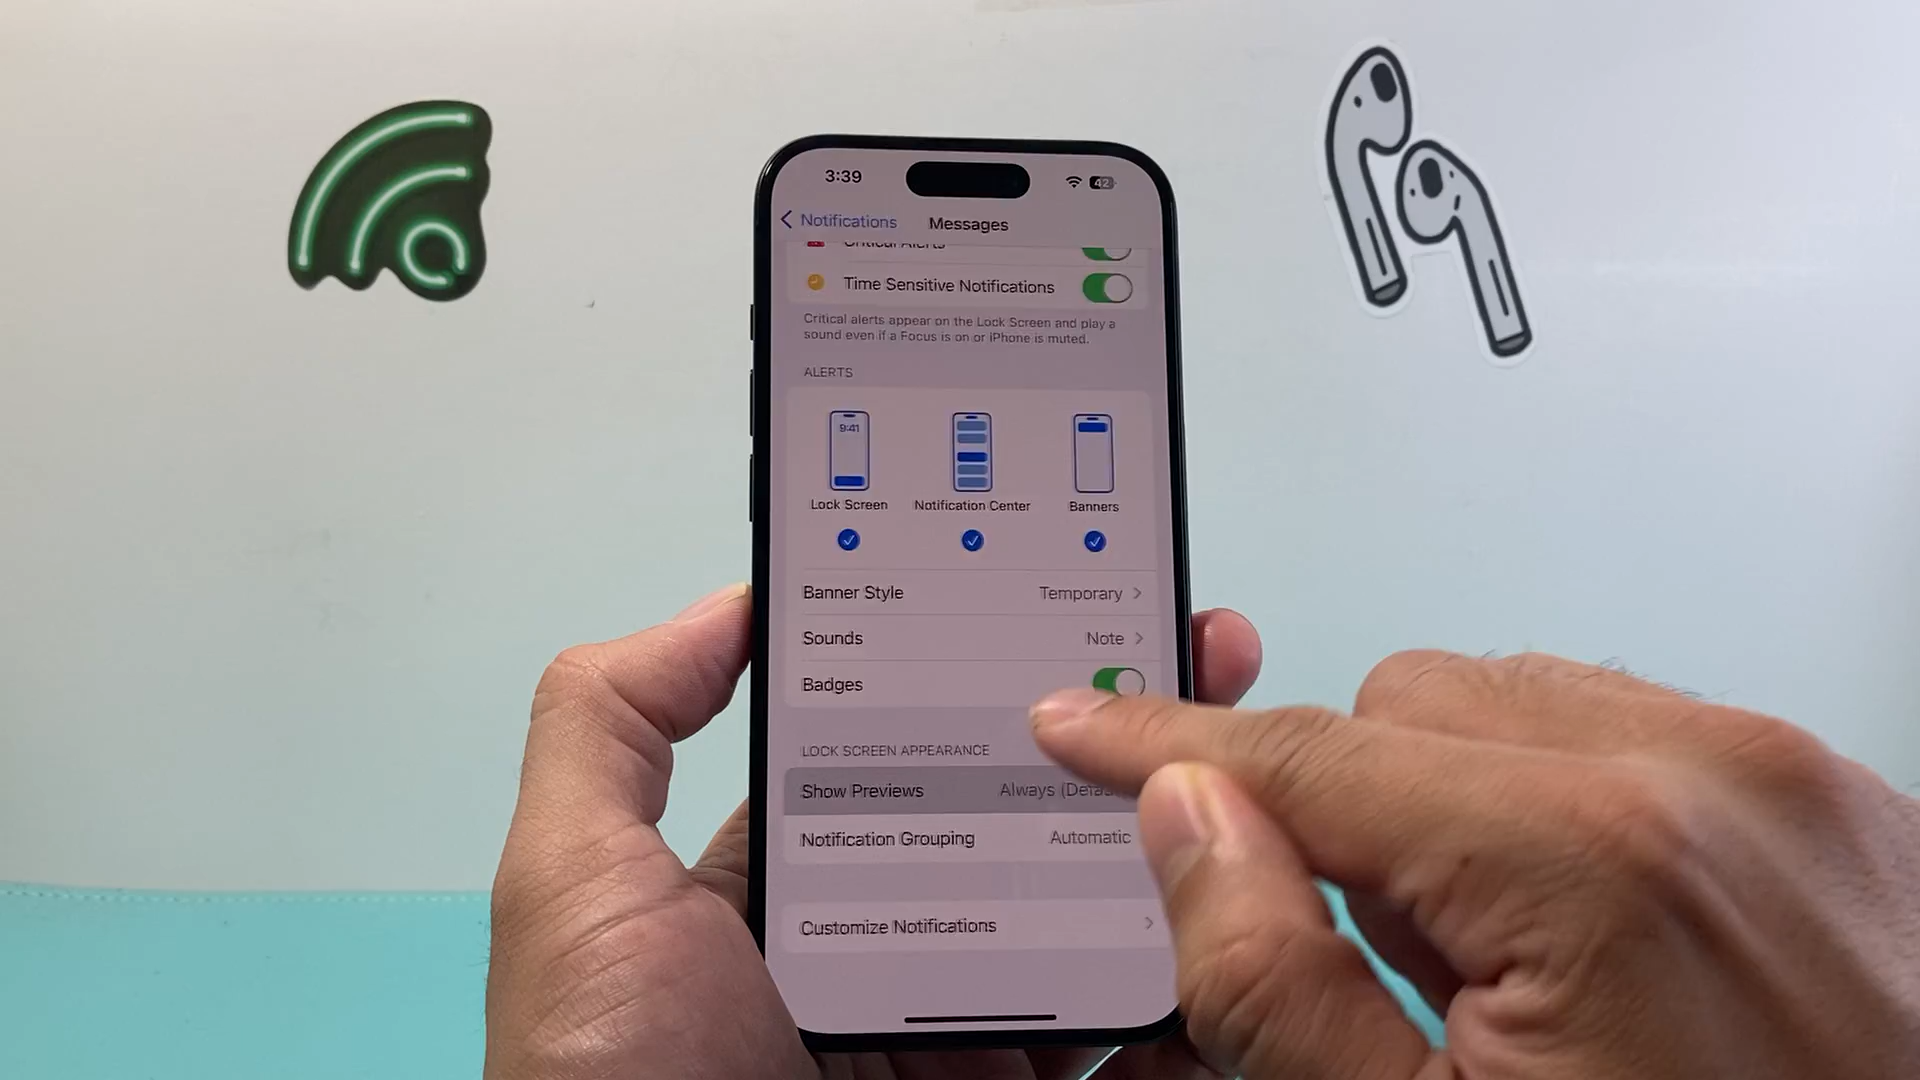 3:39
42
Notifications
Messages
Critical Alerts
Time Sensitive Notifications
Critical alerts appear on the Lock Screen and play a
sound even if a Focus is on or iPhone is muted.
ALERTS
9:41
Lock Screen
Notification Center
Banners
Banner Style
Temporary
Sounds
Note
Badges
LOCK SCREEN APPEARANCE
Show Previews
Always (Defau
Notification Grouping
Automatic
Customize Notifications